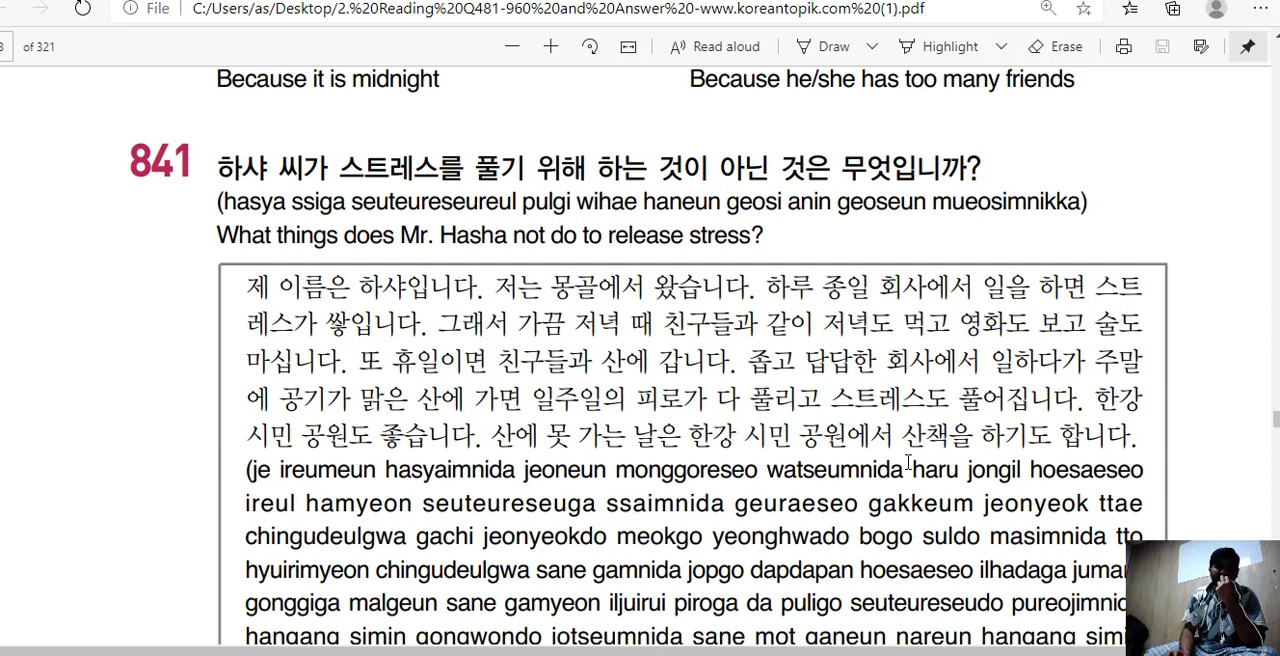 File C:/Users/as/Desktop/2.%20Reading%20Q481-960%20and%20Answer%20-www.koreantopik.com%20(1).pdf
of 321
Read aloud Draw Highlight Erase
Because it is midnight Because he/she has too many friends
841 하샤 씨가 스트레스를 풀기 위해 하는 것이 아닌 것은 무엇입니까?
(hasya ssiga seuteureseureul pulgi wihae haneun geosi anin geoseun mueosimnikka)
What things does Mr. Hasha not do to release stress?
제 이름은 하샤입니다. 저는 몽골에서 왔습니다. 하루 종일 회사에서 일을 하면 스트
레스가 쌓입니다. 그래서 가끔 저녁 때 친구들과 같이 저녁도 먹고 영화도 보고 술도
마십니다. 또 휴일이면 친구들과 산에 갑니다. 좁고 답답한 회사에서 일하다가 주말
에 공기가 맑은 산에 가면 일주일의 피로가 다 풀리고 스트레스도 풀어집니다. 한강
시민 공원도 좋습니다. 산에 못 가는 날은 한강 시민 공원에서 산책을 하기도 합니다.
(je ireumeun hasyaimnida jeoneun monggoreseo watseumnida haru jongil hoesaeseo
ireul hamyeon seuteureseuga ssaimnida geuraeseo gakkeum jeonyeok ttae
chingudeulgwa gachi jeonyeokdo meokgo yeonghwado bogo suldo masimnida tto
hyuirimyeon chingudeulgwa sane gamnida jopgo dapdapan hoesaeseo ilhadaga
gonggiga malgeun sane gamyeon iljuirui piroga da puligo seuteureseudo
hangang simin gongwondo jotseumnida sane mot ganeun nareun hangang